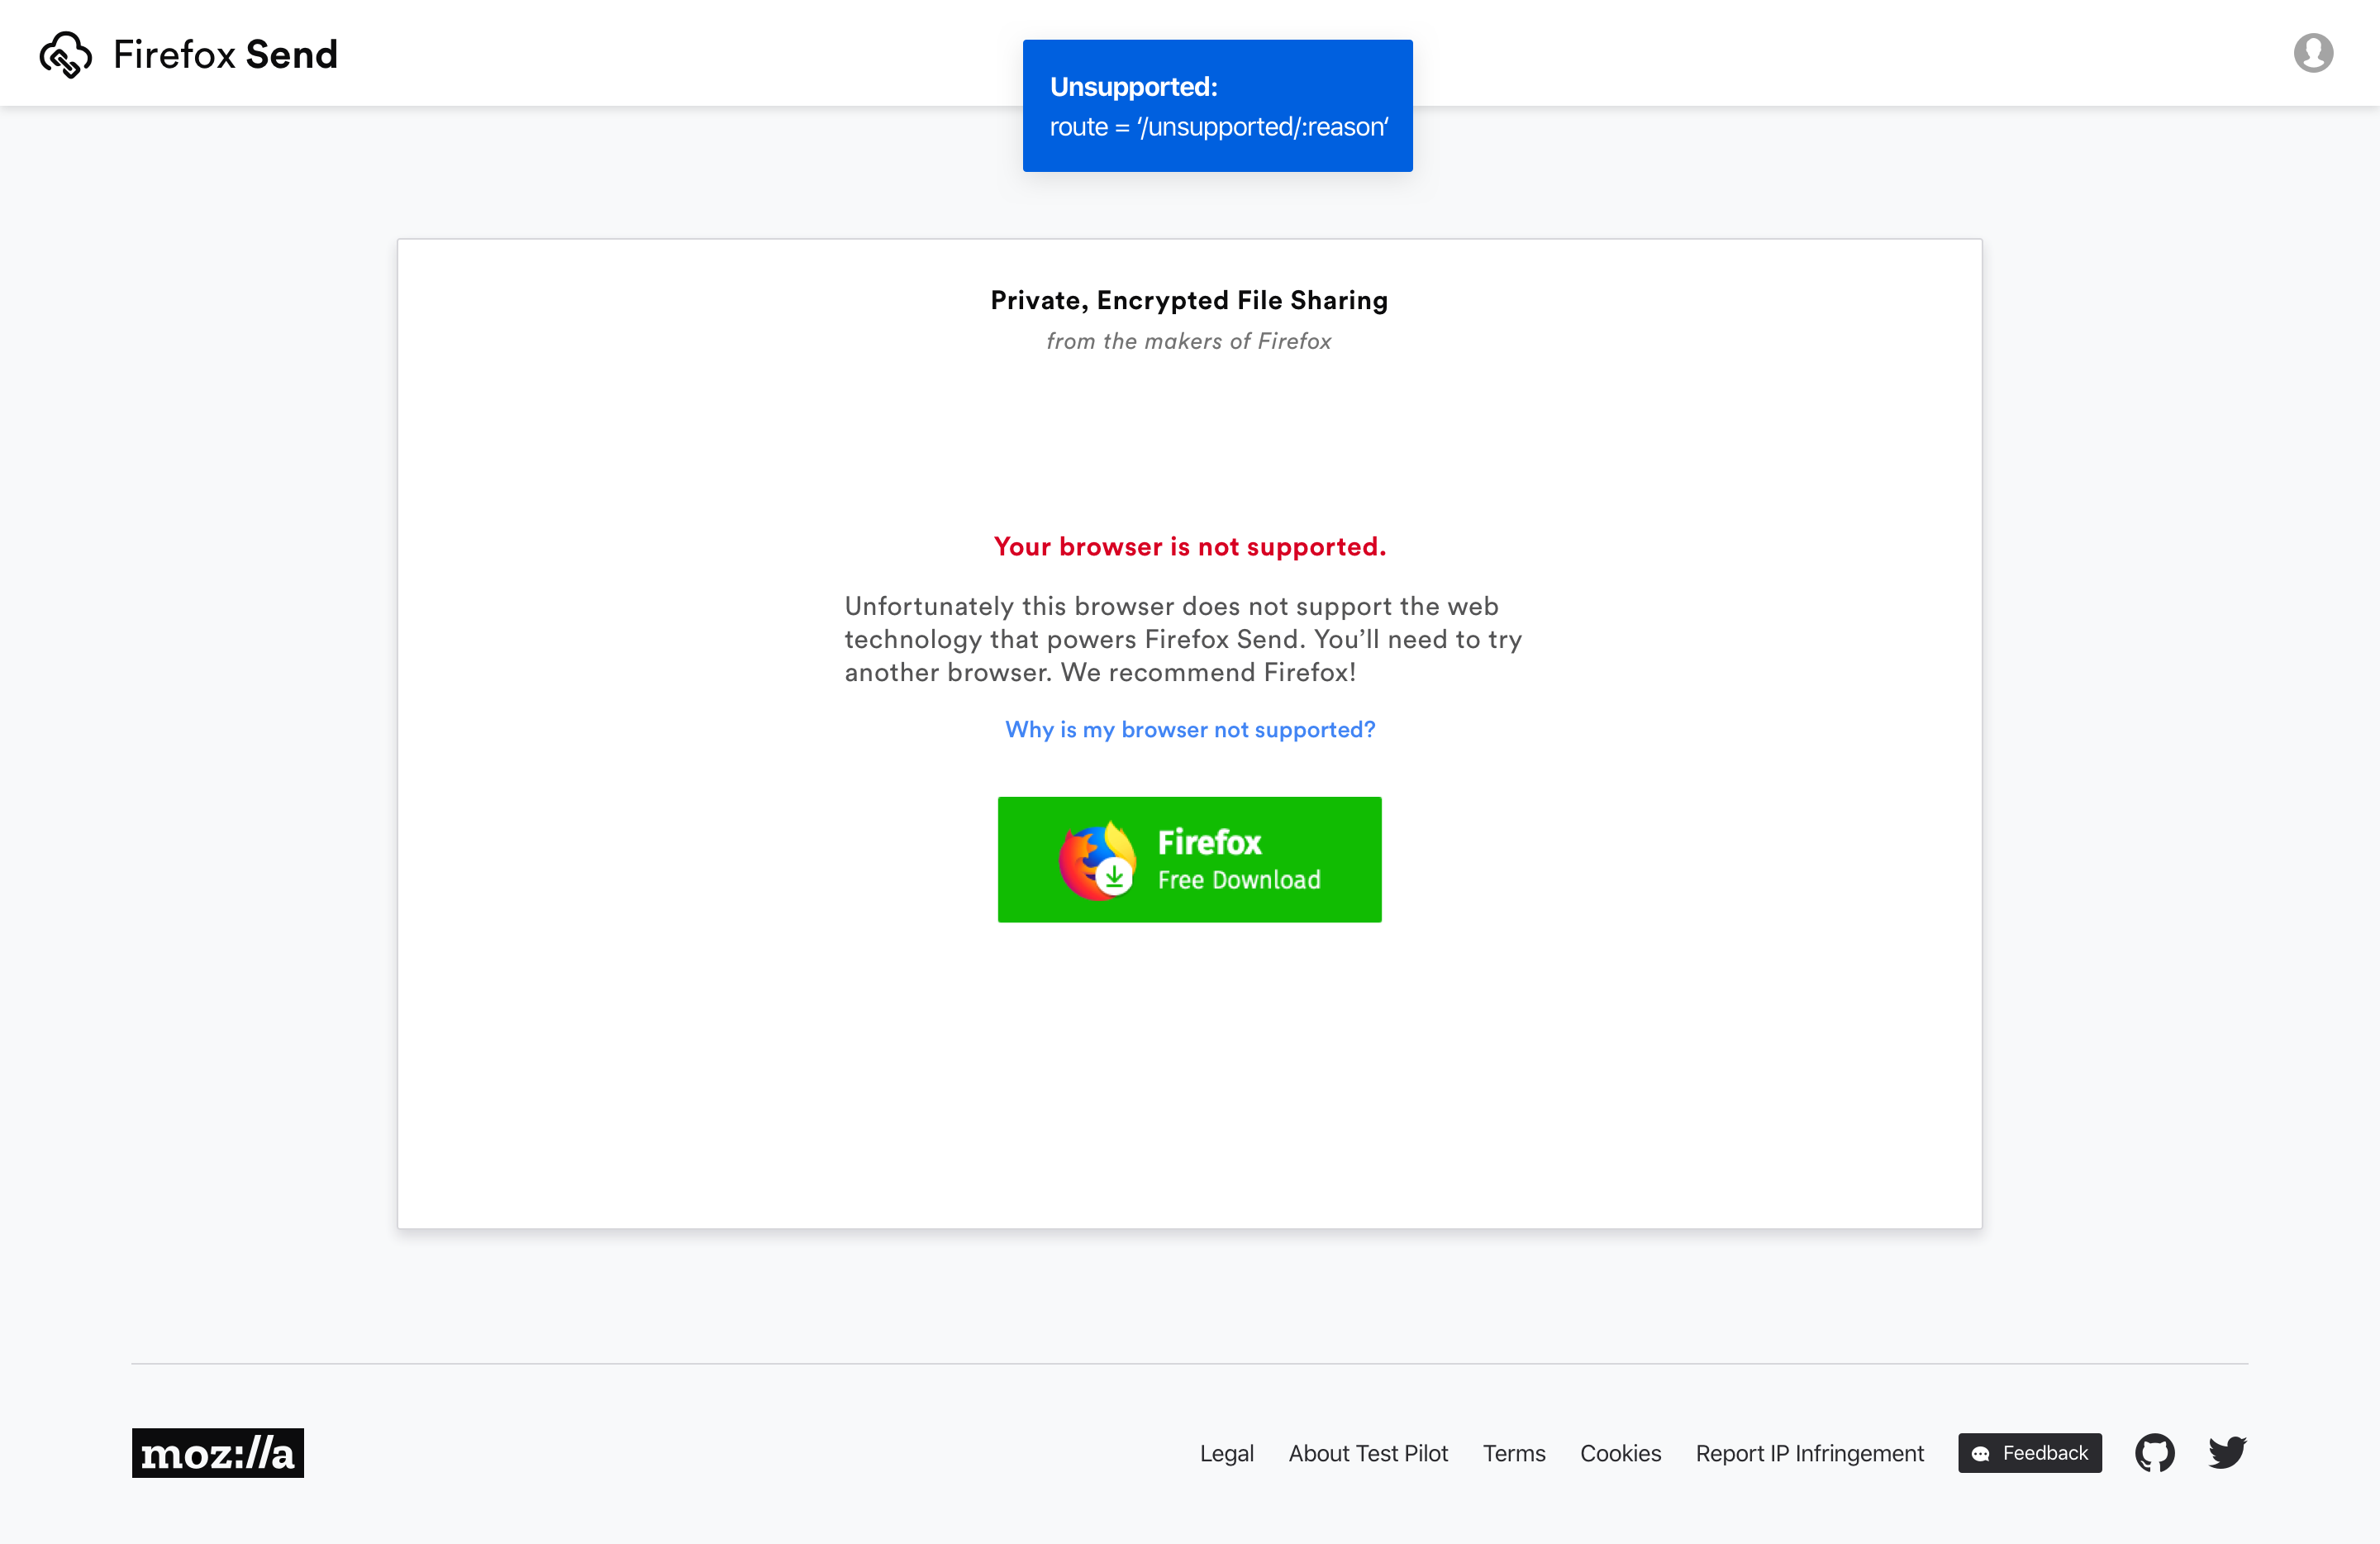 Firefox Send
Unsupported:
route = ‘/unsupported/:reason‘
Private, Encrypted File Sharing
from the makers of Firefox
Your browser is not supported.
Unfortunately this browser does not support the web
technology that powers Firefox Send. You’ll need to try
another browser. We recommend Firefox!
Why is my browser not supported?
Firefox
Free Download
moz://a
Legal About Test Pilot Terms Cookies Report IP Infringement Feedback